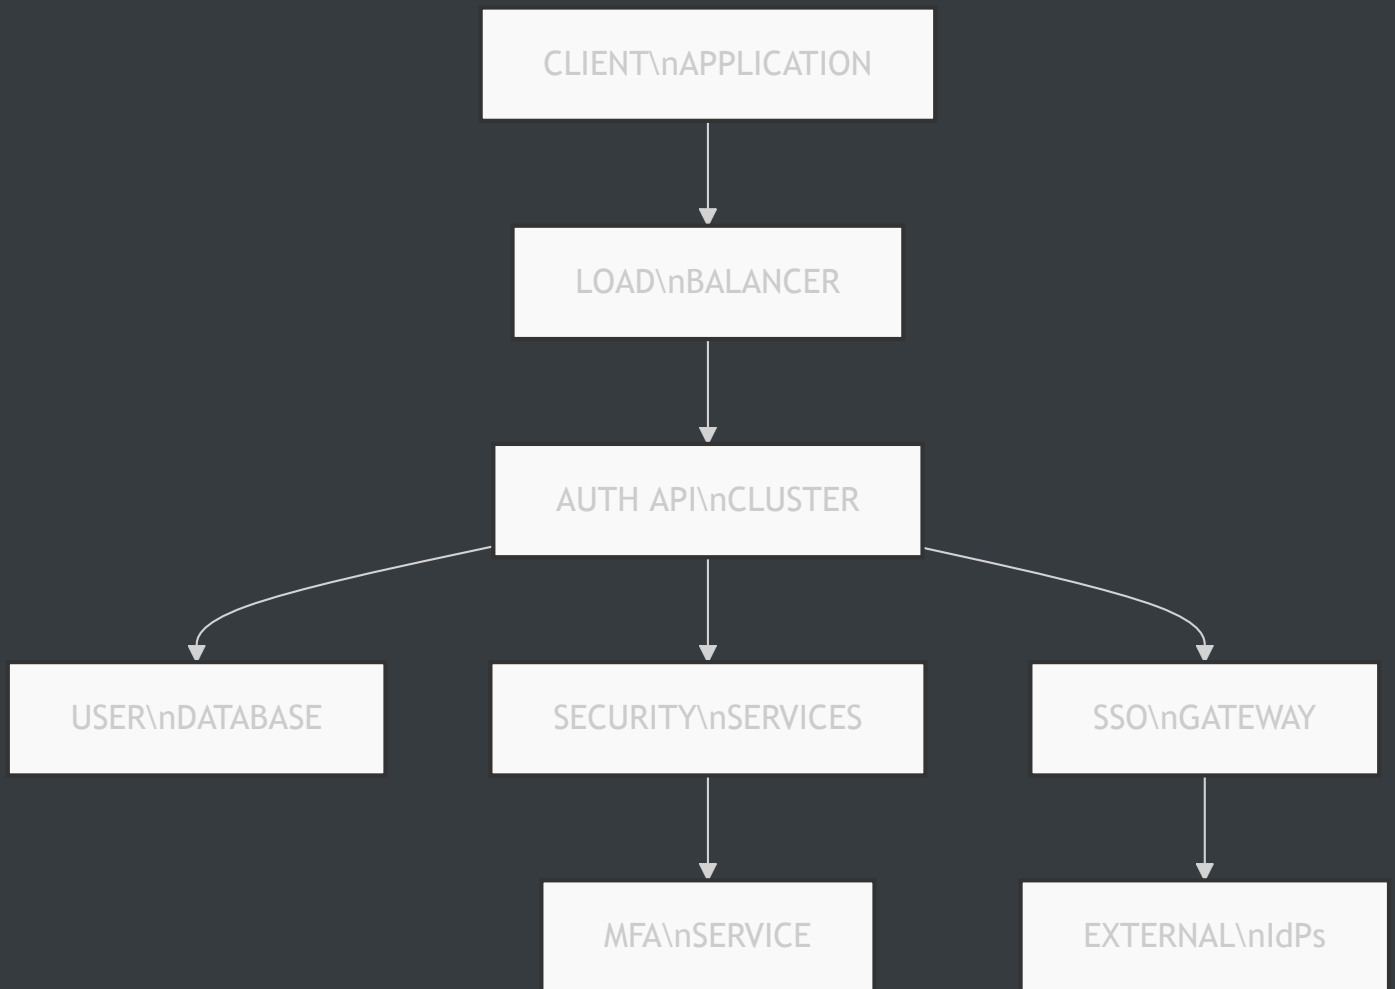 CLIENT\nAPPLICATION
LOAD\nBALANCER
AUTH API\nCLUSTER
USER\nDATABASE
SECURITY\nSERVICES
SSO\nGATEWAY
MFA\nSERVICE
EXTERNAL\nIdPs